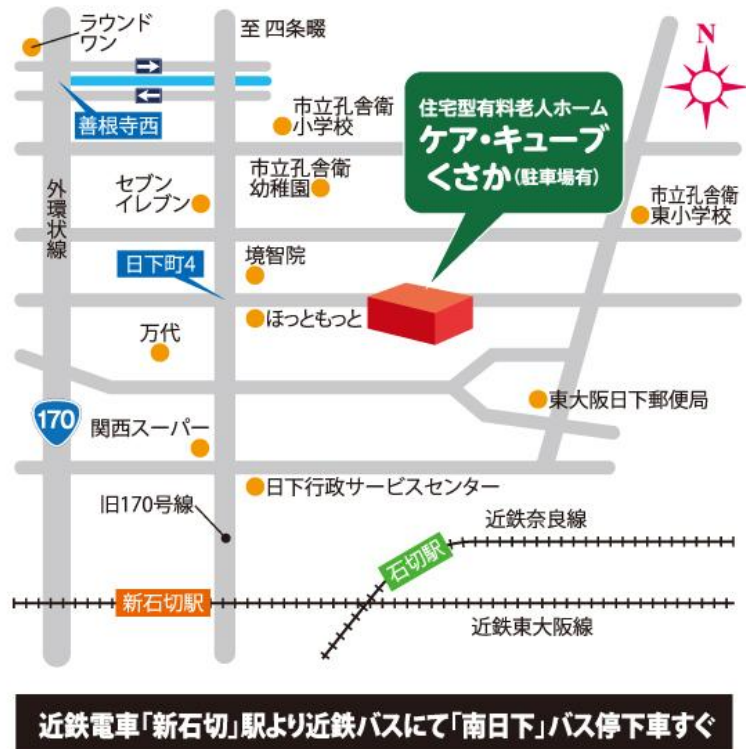 ラウンド
ワン
至 四条畷
N
善根寺西
市立孔舎衛
小学校
住宅型有料老人ホーム
ケア・キューブ
くさか(駐車場有)
外環状線
セブン
イレブン
市立孔舎衛
幼稚園
市立孔舎衛
東小学校
日下町4
境智院
ほっともっと
万代
170
関西スーパー
東大阪日下郵便局
日下行政サービスセンター
旧170号線
近鉄奈良線
石切駅
新石切駅
近鉄東大阪線
近鉄電車「新石切」駅より近鉄バスにて「南日下」バス停下車すぐ